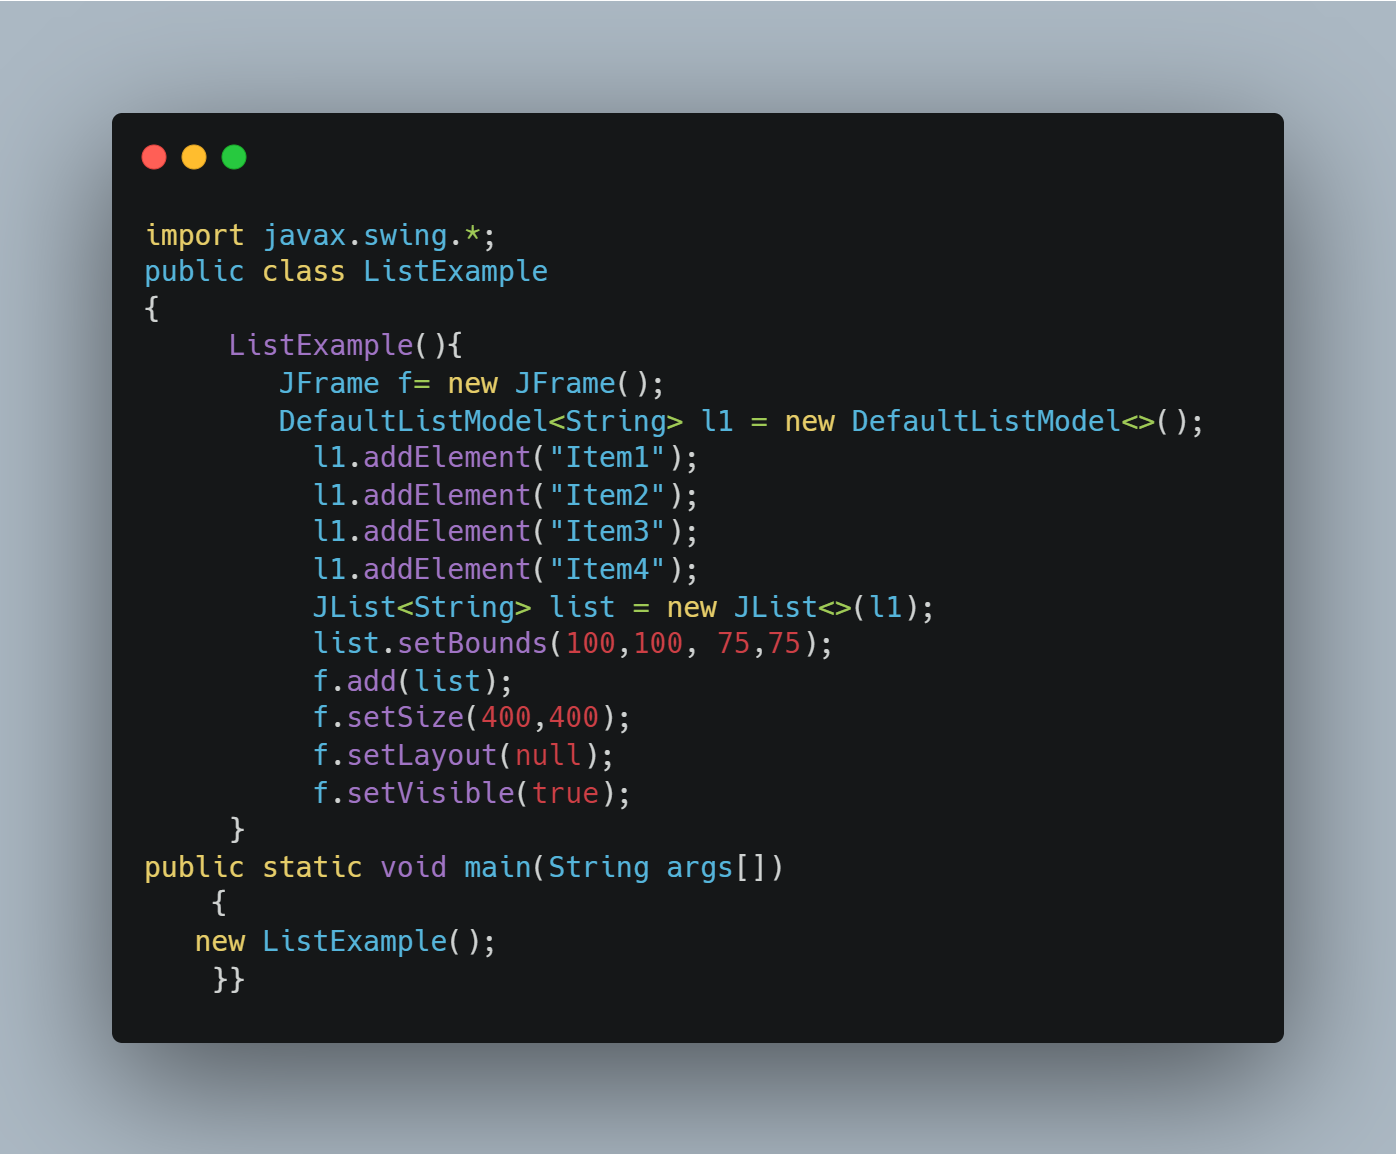 import javax.swing.*;
public class ListExample
{
     ListExample(){
        JFrame f= new JFrame();
        DefaultListModel<String> l1 = new DefaultListModel<>();
          l1.addElement("Item1");
          l1.addElement("Item2");
          l1.addElement("Item3");
          l1.addElement("Item4");
          JList<String> list = new JList<>(l1);
          list.setBounds(100,100, 75,75);
          f.add(list);
          f.setSize(400,400);
          f.setLayout(null);
          f.setVisible(true);
     }
public static void main(String args[])
    {
   new ListExample();
    }}